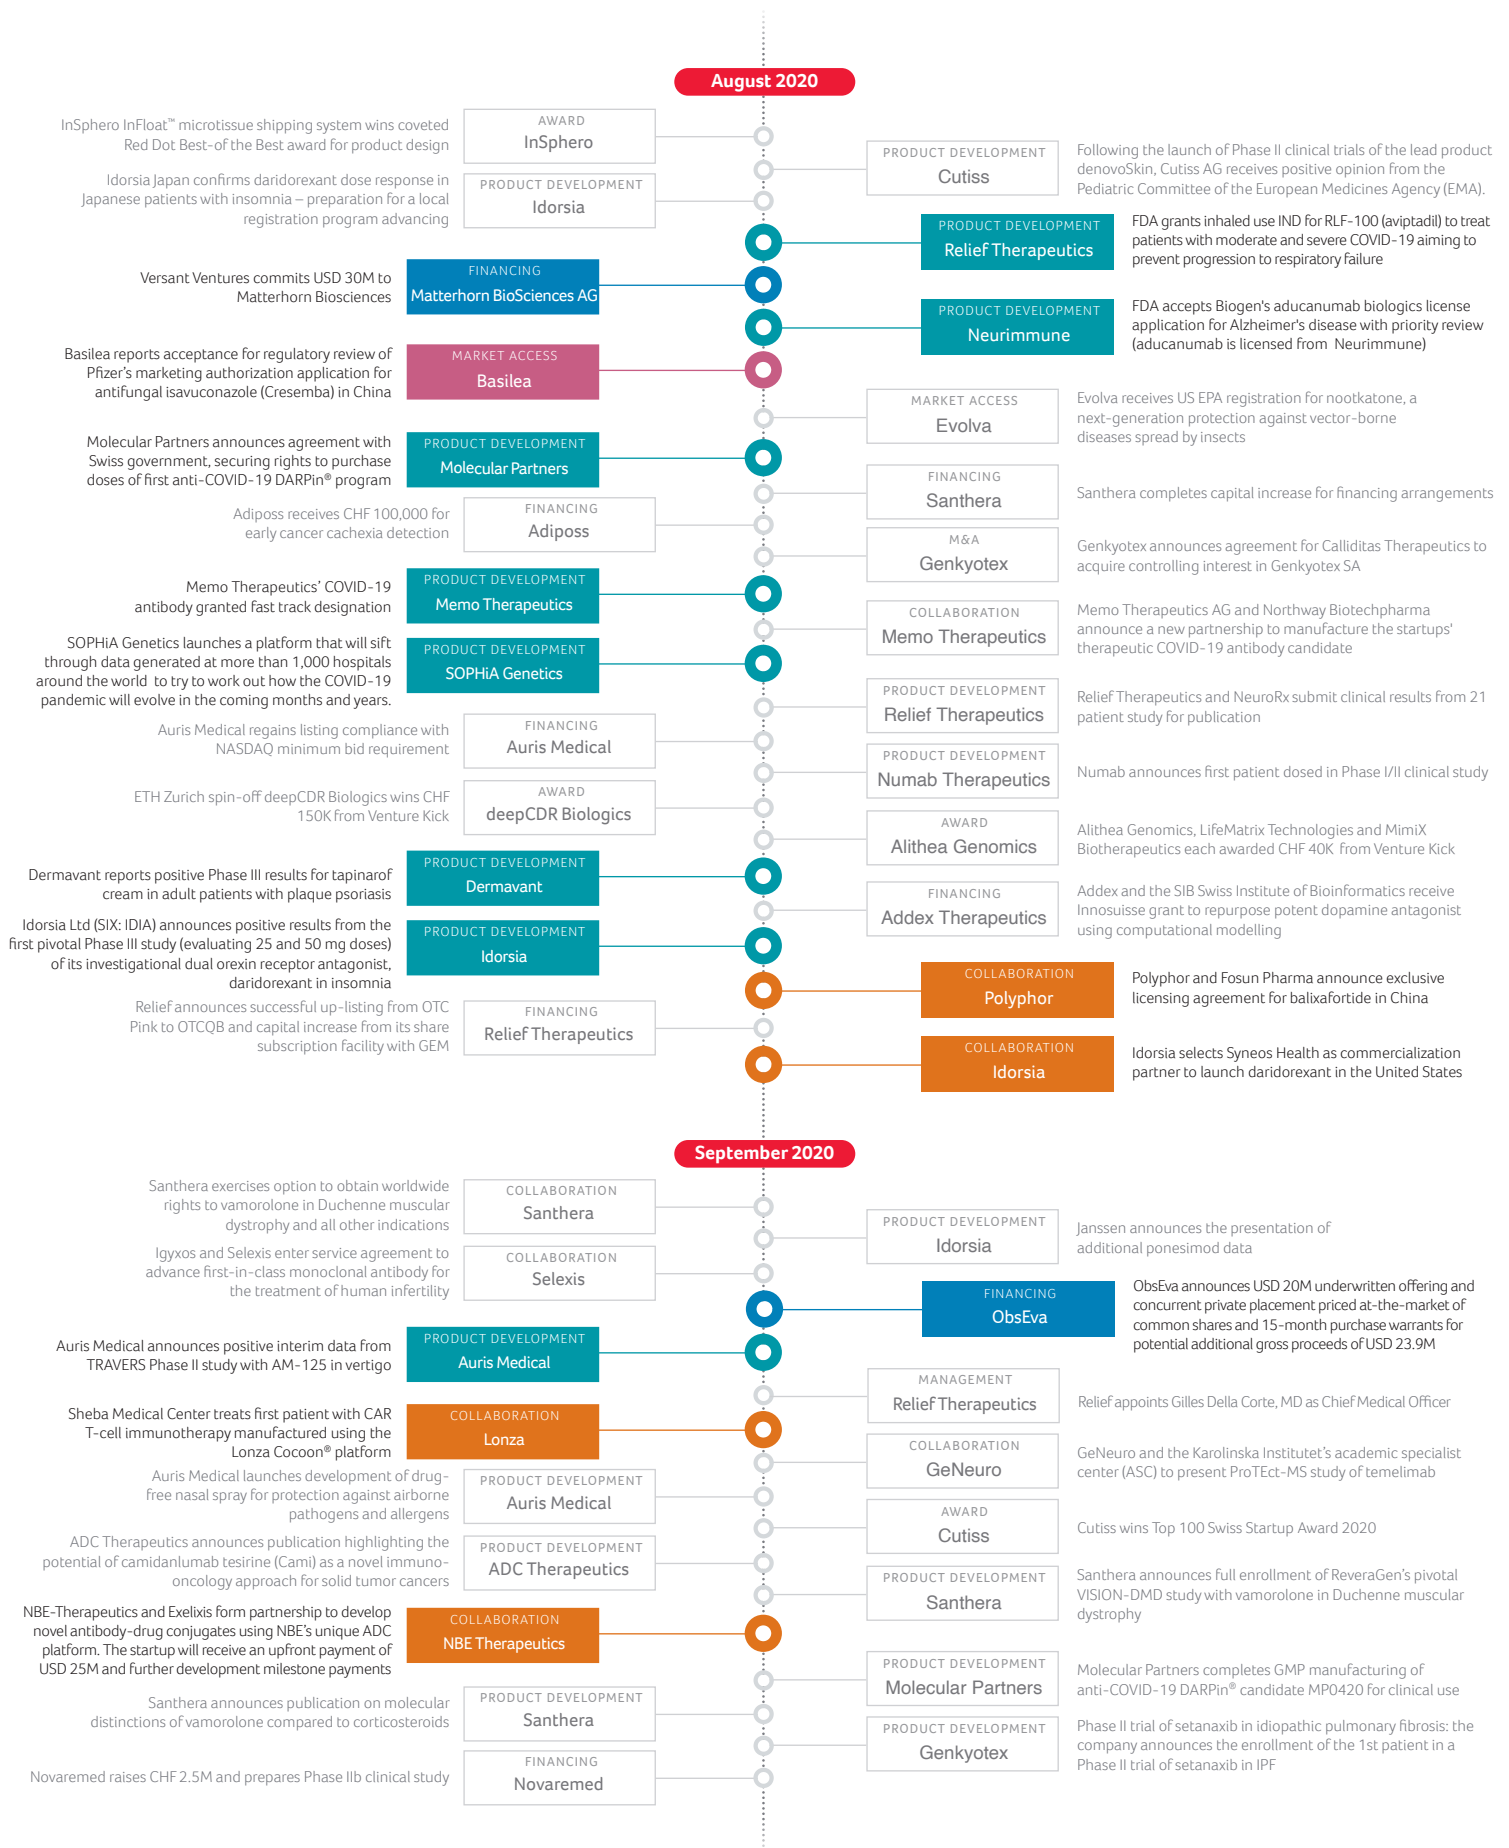 August 2020
InSphero InFloat™ microtissue shipping system wins coveted
Red Dot Best-of the Best award for product design
AWARD
InSphero
PRODUCT DEVELOPMENT
Cutiss
Following the launch of Phase II clinical trials of the lead product
denovoSkin, Cutiss AG receives positive opinion from the
Pediatric Committee of the European Medicines Agency (EMA).
Idorsia Japan confirms daridorexant dose response in
Japanese patients with insomnia – preparation for a local
registration program advancing
PRODUCT DEVELOPMENT
Idorsia
PRODUCT DEVELOPMENT
Relief Therapeutics
FDA grants inhaled use IND for RLF-100 (aviptadil) to treat
patients with moderate and severe COVID-19 aiming to
prevent progression to respiratory failure
Versant Ventures commits USD 30M to
Matterhorn Biosciences
FINANCING
Matterhorn BioSciences AG
PRODUCT DEVELOPMENT
Neurimmune
FDA accepts Biogen's aducanumab biologics license
application for Alzheimer's disease with priority review
(aducanumab is licensed from Neurimmune)
Basilea reports acceptance for regulatory review of
Pfizer’s marketing authorization application for
antifungal isavuconazole (Cresemba) in China
MARKET ACCESS
Basilea
MARKET ACCESS
Evolva
Evolva receives US EPA registration for nootkatone, a
next-generation protection against vector-borne
diseases spread by insects
Molecular Partners announces agreement with
Swiss government, securing rights to purchase
doses of first anti-COVID-19 DARPin® program
PRODUCT DEVELOPMENT
Molecular Partners
FINANCING
Santhera
Santhera completes capital increase for financing arrangements
Adiposs receives CHF 100,000 for
early cancer cachexia detection
FINANCING
Adiposs
M&A
Genkyotex
Genkyotex announces agreement for Calliditas Therapeutics to
acquire controlling interest in Genkyotex SA
Memo Therapeutics’ COVID-19
antibody granted fast track designation
PRODUCT DEVELOPMENT
Memo Therapeutics
COLLABORATION
Memo Therapeutics
Memo Therapeutics AG and Northway Biotechpharma
announce a new partnership to manufacture the startups'
therapeutic COVID-19 antibody candidate
SOPHiA Genetics launches a platform that will sift
through data generated at more than 1,000 hospitals
around the world to try to work out how the COVID-19
pandemic will evolve in the coming months and years.
PRODUCT DEVELOPMENT
SOPHiA Genetics
PRODUCT DEVELOPMENT
Relief Therapeutics
Relief Therapeutics and NeuroRx submit clinical results from 21
patient study for publication
Auris Medical regains listing compliance with
NASDAQ minimum bid requirement
FINANCING
Auris Medical
PRODUCT DEVELOPMENT
Numab Therapeutics
Numab announces first patient dosed in Phase I/II clinical study
ETH Zurich spin-off deepCDR Biologics wins CHF
150K from Venture Kick
AWARD
deepCDR Biologics
AWARD
Alithea Genomics
Alithea Genomics, LifeMatrix Technologies and MimiX
Biotherapeutics each awarded CHF 40K from Venture Kick
Dermavant reports positive Phase III results for tapinarof
cream in adult patients with plaque psoriasis
PRODUCT DEVELOPMENT
Dermavant
FINANCING
Addex Therapeutics
Addex and the SIB Swiss Institute of Bioinformatics receive
Innosuisse grant to repurpose potent dopamine antagonist
using computational modelling
Idorsia Ltd (SIX: IDIA) announces positive results from the
first pivotal Phase III study (evaluating 25 and 50 mg doses)
of its investigational dual orexin receptor antagonist,
daridorexant in insomnia
PRODUCT DEVELOPMENT
Idorsia
COLLABORATION
Polyphor
Polyphor and Fosun Pharma announce exclusive
licensing agreement for balixafortide in China
Relief announces successful up-listing from OTC
Pink to OTCQB and capital increase from its share
subscription facility with GEM
FINANCING
Relief Therapeutics
COLLABORATION
Idorsia
Idorsia selects Syneos Health as commercialization
partner to launch daridorexant in the United States
September 2020
Santhera exercises option to obtain worldwide
rights to vamorolone in Duchenne muscular
dystrophy and all other indications
COLLABORATION
Santhera
PRODUCT DEVELOPMENT
Idorsia
Janssen announces the presentation of
additional ponesimod data
Igyxos and Selexis enter service agreement to
advance first-in-class monoclonal antibody for
the treatment of human infertility
COLLABORATION
Selexis
FINANCING
ObsEva
ObsEva announces USD 20M underwritten offering and
concurrent private placement priced at-the-market of
common shares and 15-month purchase warrants for
potential additional gross proceeds of USD 23.9M
Auris Medical announces positive interim data from
TRAVERS Phase II study with AM-125 in vertigo
PRODUCT DEVELOPMENT
Auris Medical
MANAGEMENT
Relief Therapeutics
Relief appoints Gilles Della Corte, MD as Chief Medical Officer
Sheba Medical Center treats first patient with CAR
T-cell immunotherapy manufactured using the
Lonza Cocoon® platform
COLLABORATION
Lonza
COLLABORATION
GeNeuro
GeNeuro and the Karolinska Institutet’s academic specialist
center (ASC) to present ProTEct-MS study of temelimab
Auris Medical launches development of drug-
free nasal spray for protection against airborne
pathogens and allergens
PRODUCT DEVELOPMENT
Auris Medical
AWARD
Cutiss
Cutiss wins Top 100 Swiss Startup Award 2020
ADC Therapeutics announces publication highlighting the
potential of camidanlumab tesirine (Cami) as a novel immuno-
oncology approach for solid tumor cancers
PRODUCT DEVELOPMENT
ADC Therapeutics
PRODUCT DEVELOPMENT
Santhera
Santhera announces full enrollment of ReveraGen’s pivotal
VISION-DMD study with vamorolone in Duchenne muscular
dystrophy
NBE-Therapeutics and Exelixis form partnership to develop
novel antibody-drug conjugates using NBE’s unique ADC
platform. The startup will receive an upfront payment of
USD 25M and further development milestone payments
COLLABORATION
NBE Therapeutics
PRODUCT DEVELOPMENT
Molecular Partners
Molecular Partners completes GMP manufacturing of
anti-COVID-19 DARPin® candidate MP0420 for clinical use
Santhera announces publication on molecular
distinctions of vamorolone compared to corticosteroids
PRODUCT DEVELOPMENT
Santhera
PRODUCT DEVELOPMENT
Genkyotex
Phase II trial of setanaxib in idiopathic pulmonary fibrosis: the
company announces the enrollment of the 1st patient in a
Phase II trial of setanaxib in IPF
Novaremed raises CHF 2.5M and prepares Phase IIb clinical study
FINANCING
Novaremed